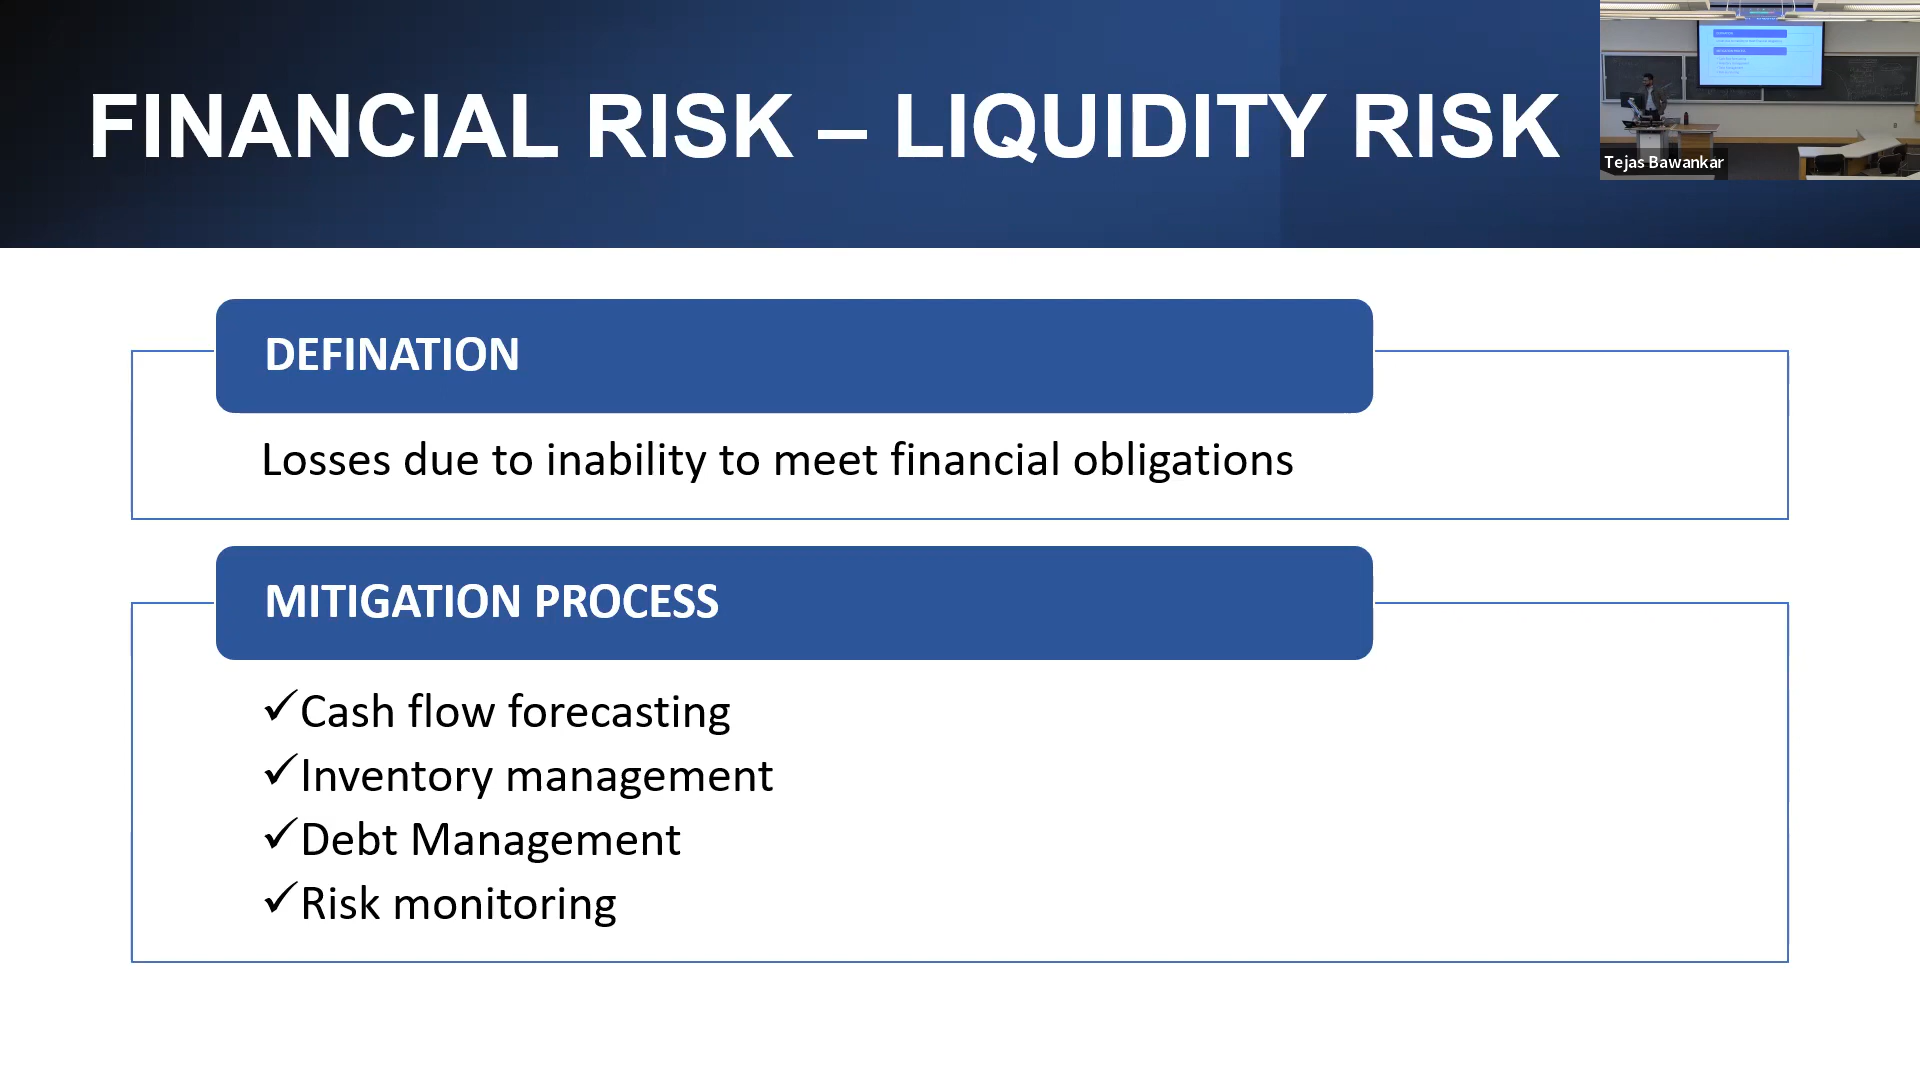 FINANCIAL RISK – LIQUIDITY RISK
Tejas Bawankar
DEFINATION
Losses due to inability to meet financial obligations
MITIGATION PROCESS
✓Cash flow forecasting
✓Inventory management
✓Debt Management
✓Risk monitoring